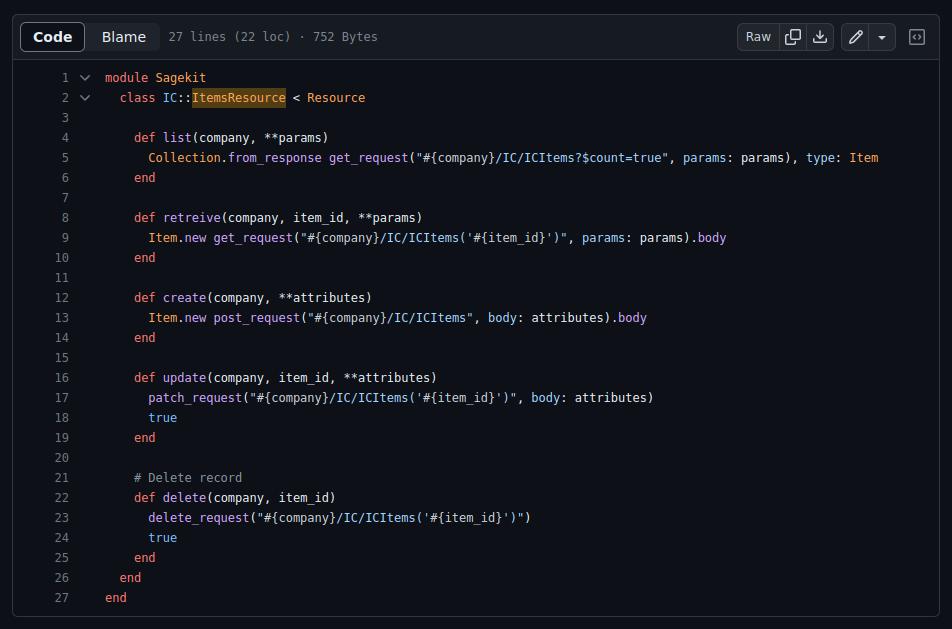 Code Blame 27 lines (22 loc) · 752 Bytes Raw
1 module Sagekit
2 class IC::ItemsResource < Resource
3
4 def list(company, **params)
5 Collection.from_response get_request("#{company}/IC/ICItems?$count=true", params: params), type: Item
6 end
7
8 def retreive(company, item_id, **params)
9 Item.new get_request("#{company}/IC/ICItems('#{item_id}')", params: params).body
10 end
11
12 def create(company, **attributes)
13 Item.new post_request("#{company}/IC/ICItems", body: attributes).body
14 end
15
16 def update(company, item_id, **attributes)
17 patch_request("#{company}/IC/ICItems('#{item_id}')", body: attributes)
18 true
19 end
20
21 # Delete record
22 def delete(company, item_id)
23 delete_request("#{company}/IC/ICItems('#{item_id}')")
24 true
25 end
26 end
27 end